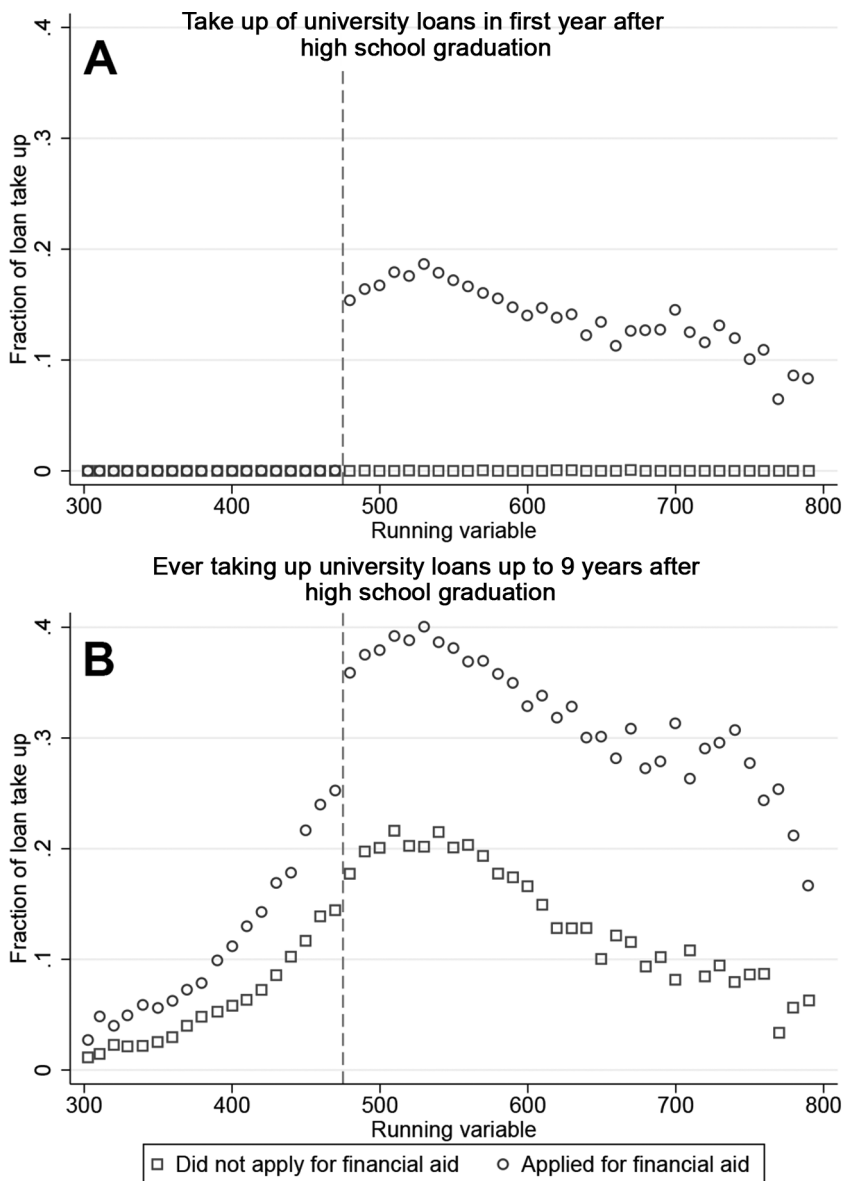 Take up of university loans in first year after
high school graduation
A
Fraction of loan take up
.4
.3
.2
.1
0
300 400 500 600 700 800
Running variable
Ever taking up university loans up to 9 years after
high school graduation
B
Fraction of loan take up
.4
.3
.2
.1
0
300 400 500 600 700 800
Running variable
Did not apply for financial aid Applied for financial aid